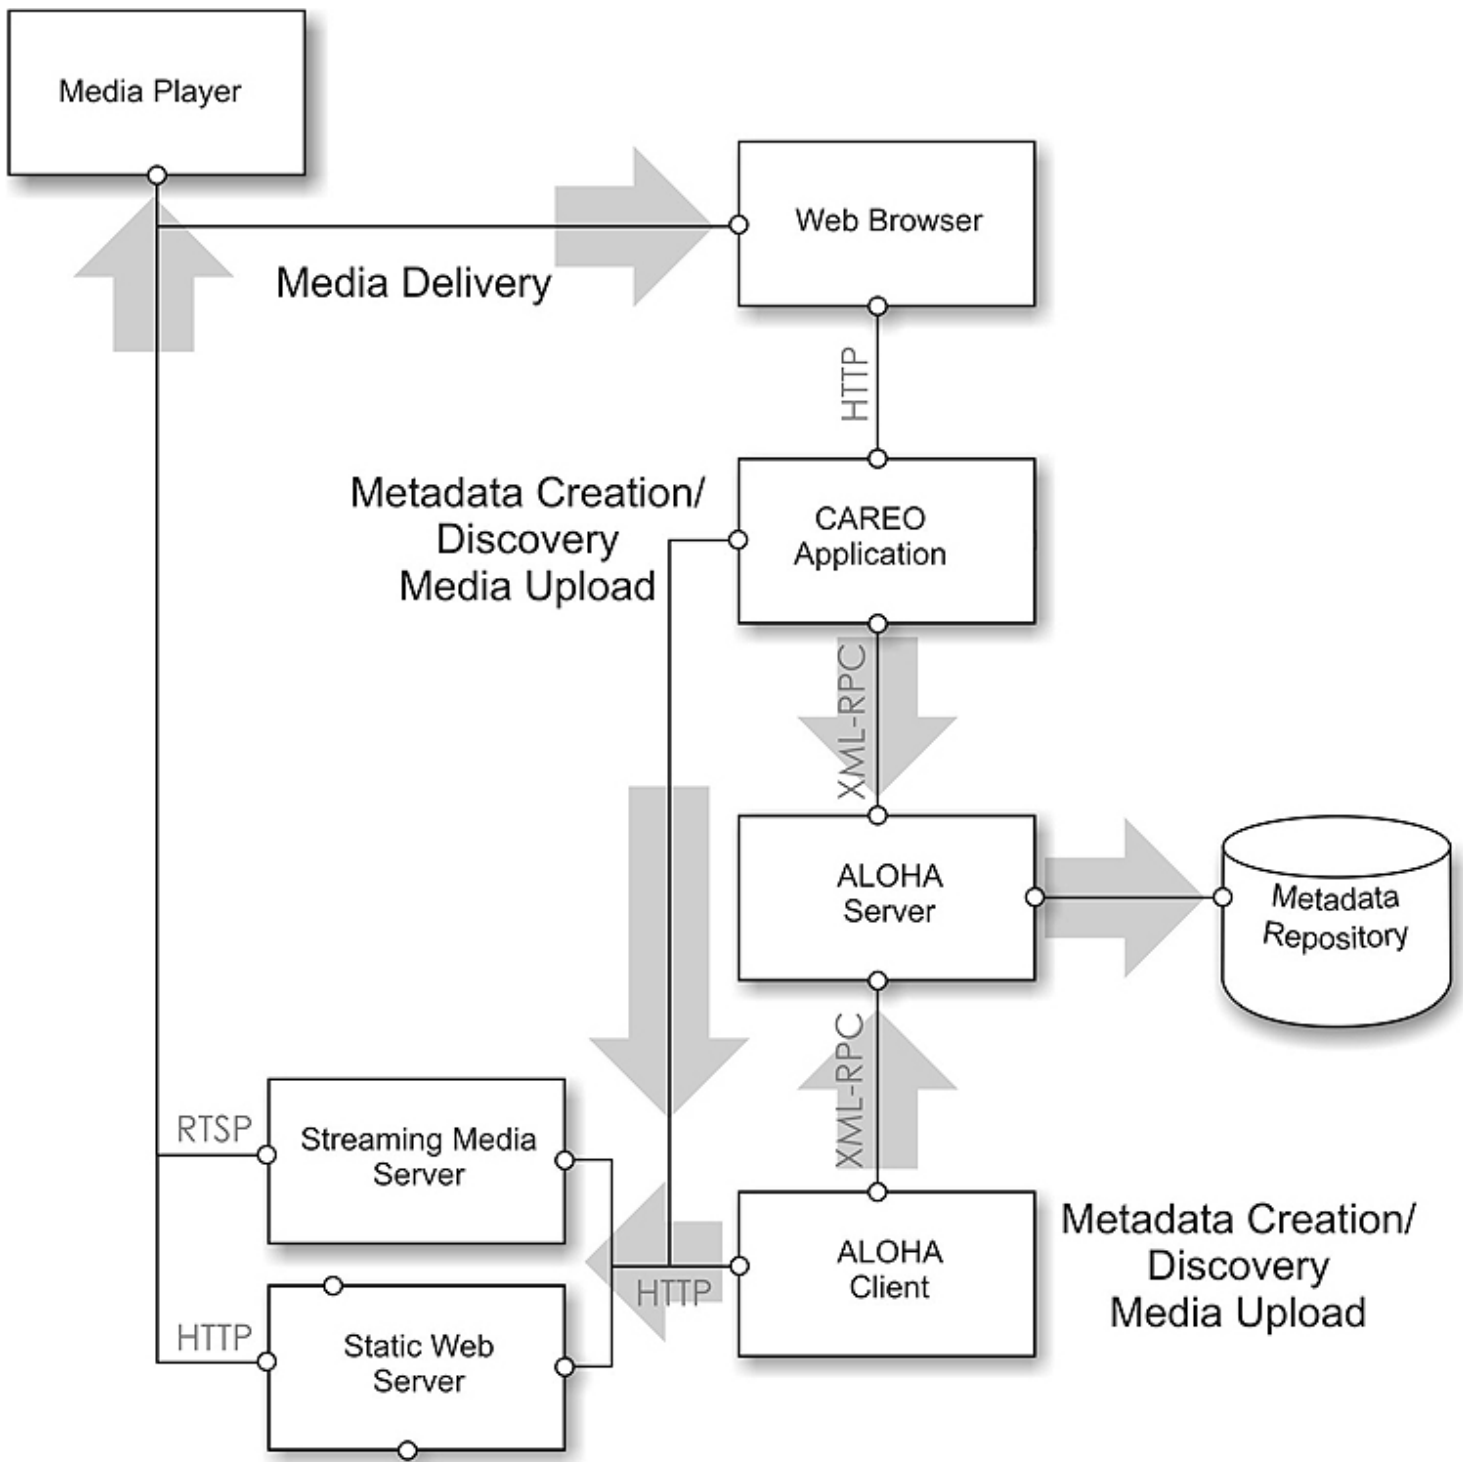 Media Player
Web Browser
Media Delivery
HTTP
Metadata Creation/
Discovery
Media Upload
CAREO
Application
XML-RPC
ALOHA
Server
Metadata
Repository
XML-RPC
RTSP
Streaming Media
Server
ALOHA
Client
HTTP
Metadata Creation/
Discovery
Media Upload
HTTP
Static Web
Server